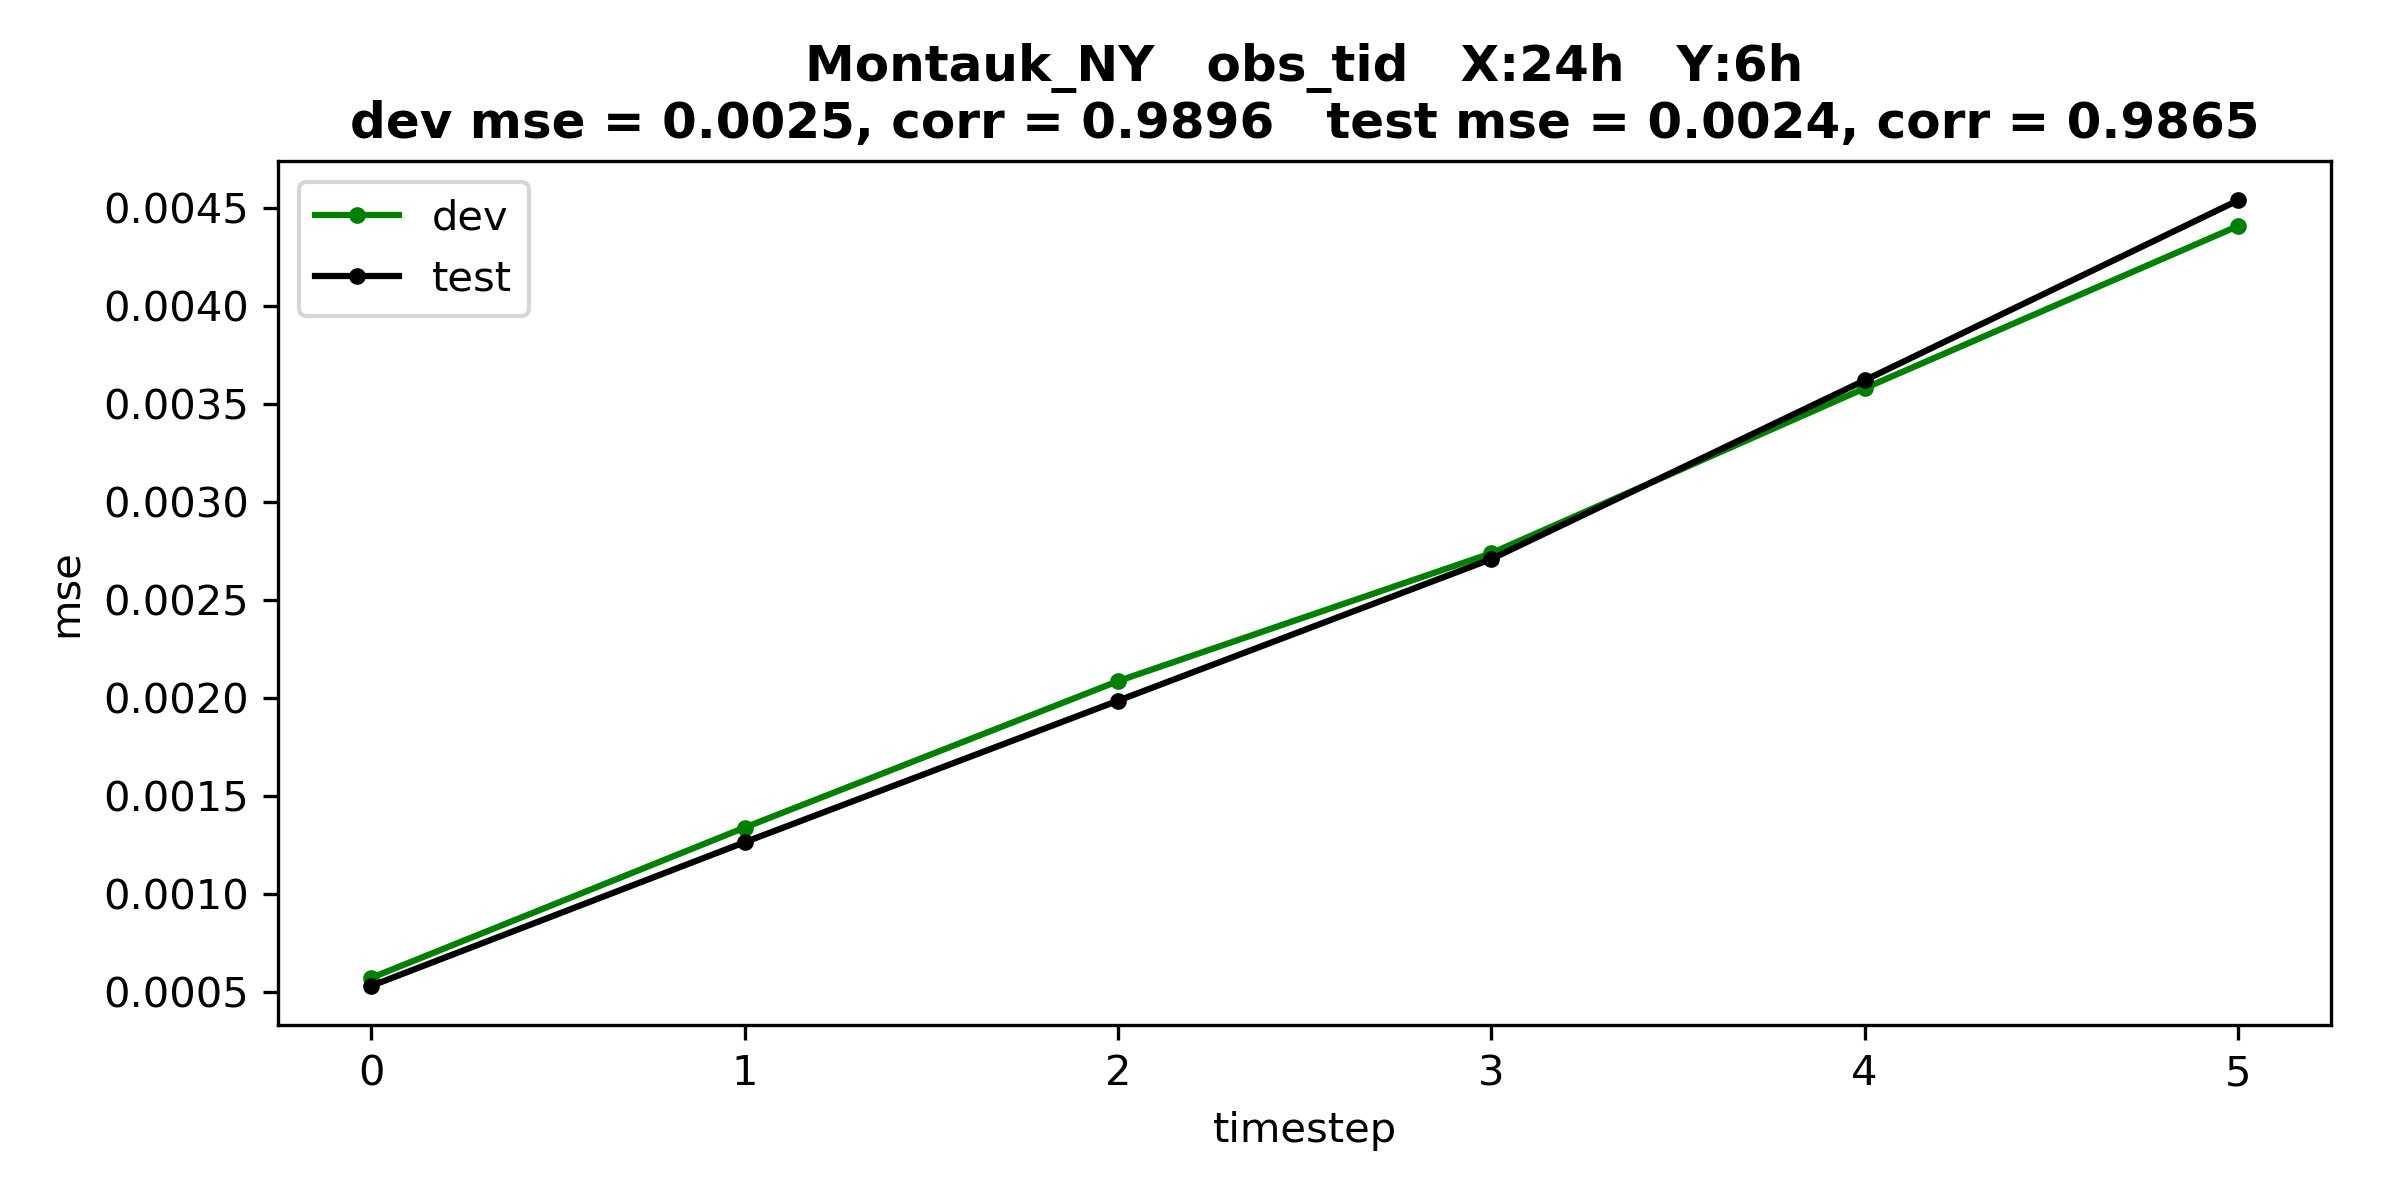 Montauk_NY   obs_tid   X:24h   Y:6h
dev mse = 0.0025, corr = 0.9896   test mse = 0.0024, corr = 0.9865
dev
test
0.0045
0.0040
0.0035
0.0030
0.0025
0.0020
0.0015
0.0010
0.0005
mse
0 1 2 3 4 5
timestep